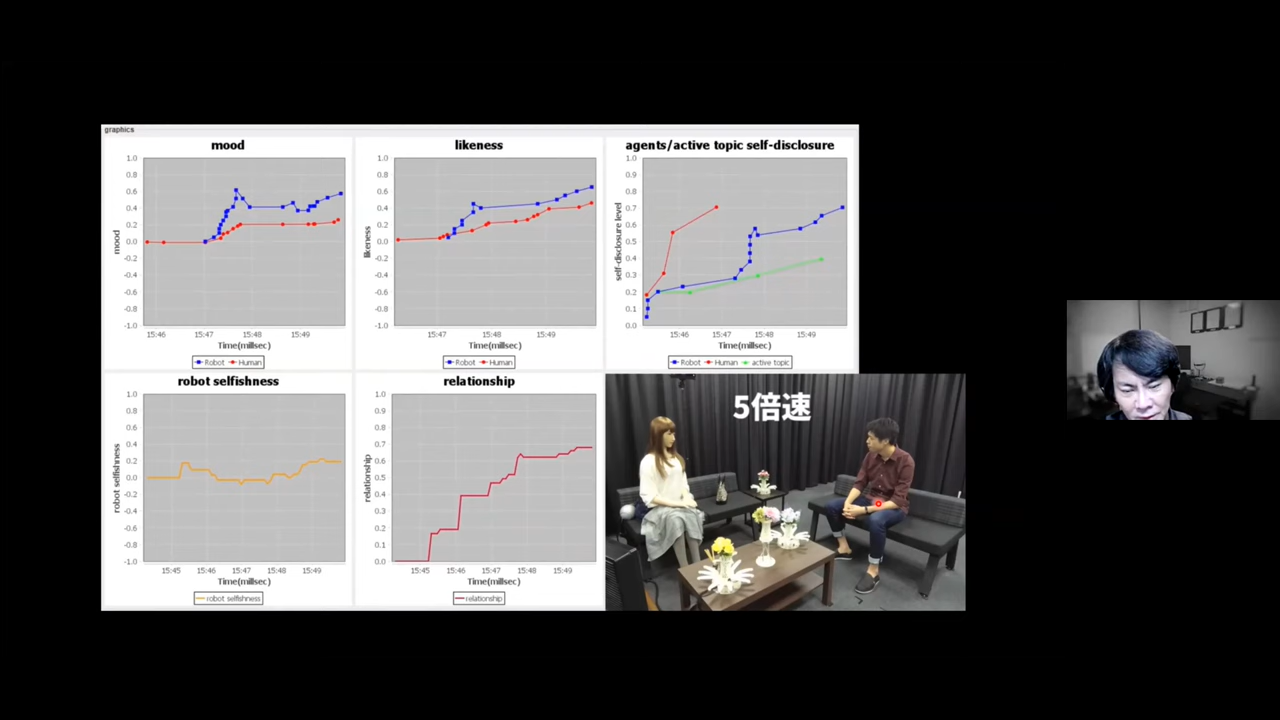 graphics
mood
1.0
0.8
0.6
0.4
0.2
0.0
-0.2
-0.4
-0.6
-0.8
-1.0
mood
15:46 15:47 15:48 15:49
Time(millsec)
Robot Human
likeness
1.0
0.8
0.6
0.4
0.2
0.0
-0.2
-0.4
-0.6
-0.8
-1.0
likeness
15:47 15:48 15:49
Time(millsec)
Robot Human
agents/active topic self-disclosure
1.0
0.9
0.8
0.7
0.6
0.5
0.4
0.3
0.2
0.1
0.0
self-disclosure level
15:46 15:47 15:48 15:49
Time(millsec)
Robot Human active topic
robot selfishness
1.0
0.8
0.6
0.4
0.2
0.0
-0.2
-0.4
-0.6
-0.8
-1.0
robot selfishness
15:45 15:46 15:47 15:48 15:49
Time(millsec)
robot selfishness
relationship
1.0
0.9
0.8
0.7
0.6
0.5
0.4
0.3
0.2
0.1
0.0
relationship
15:45 15:46 15:47 15:48 15:49
Time(millsec)
relationship
5倍速